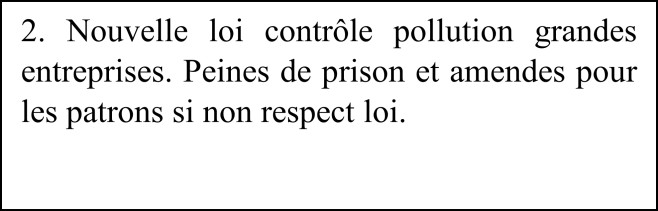 2. Nouvelle loi contrôle pollution grandes
entreprises. Peines de prison et amendes pour
les patrons si non respect loi.